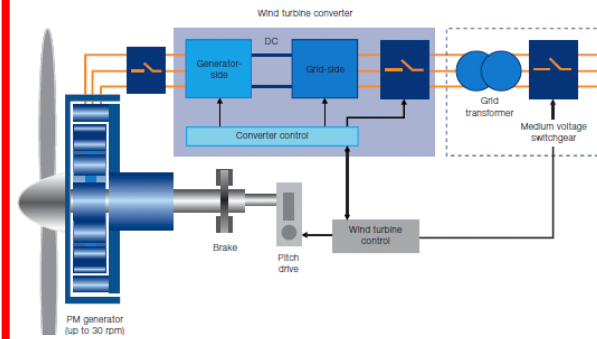 Wind turbine converter
DC
Generator-
side
Grid-side
Converter control
Grid
transformer
Medium voltage
switchgear
Brake
Pitch
drive
Wind turbine
control
PM generator
(up to 30 rpm)